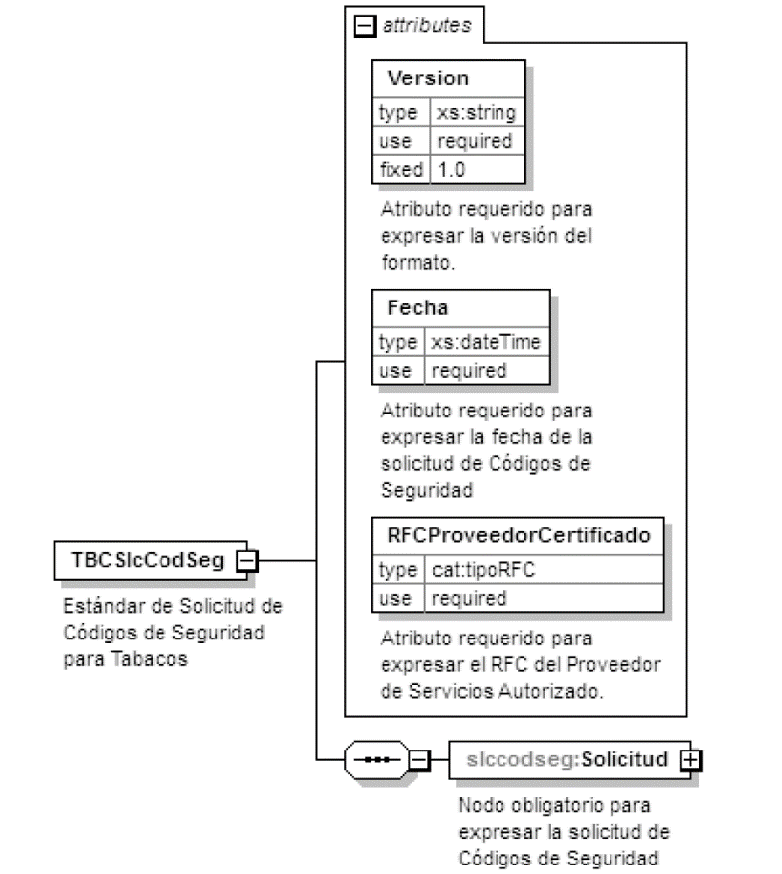 attributes
Version
type xs:string
use required
fixed 1.0
Atributo requerido para
expresar la versión del
formato.
Fecha
type xs:dateTime
use required
Atributo requerido para
expresar la fecha de la
solicitud de Códigos de
Seguridad
RFCProveedorCertificado
type cat:tipoRFC
use required
Atributo requerido para
expresar el RFC del Proveedor
de Servicios Autorizado.
TBCSlcCodSeg
Estándar de Solicitud de
Códigos de Seguridad
para Tabacos
slccodseg:Solicitud
Nodo obligatorio para
expresar la solicitud de
Códigos de Seguridad